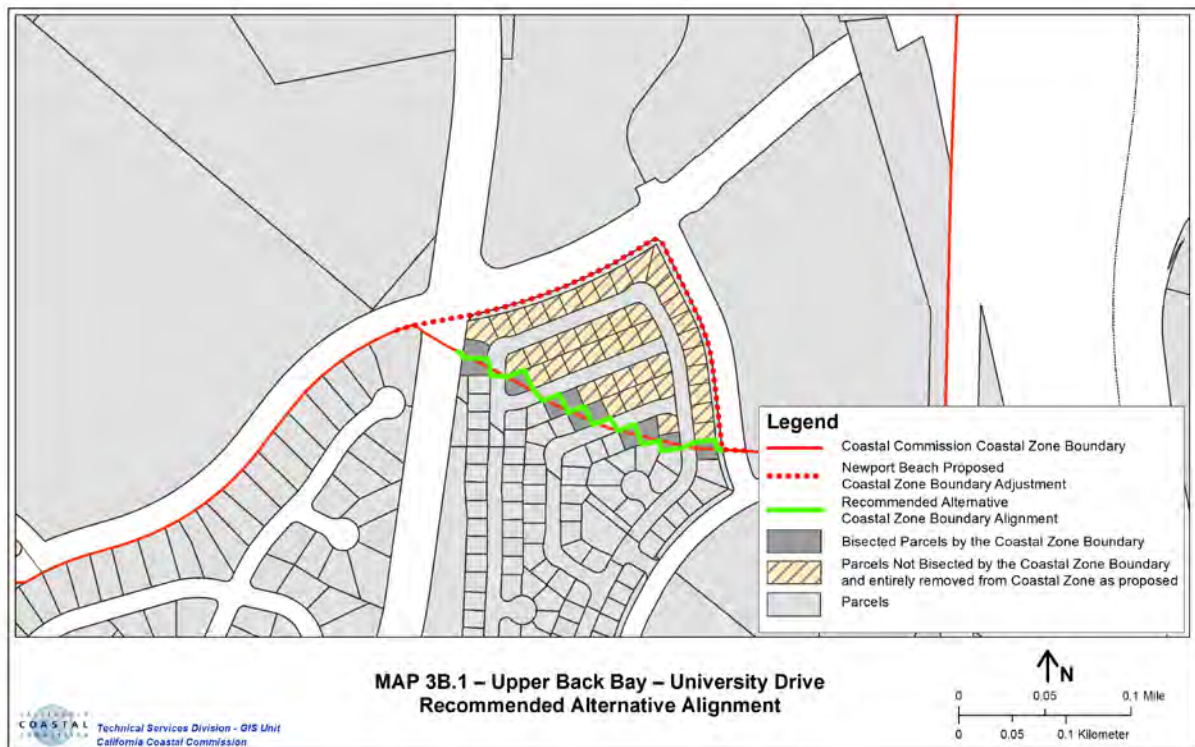 Legend
Coastal Commission Coastal Zone Boundary
Newport Beach Proposed
Coastal Zone Boundary Adjustment
Recommended Alternative
Coastal Zone Boundary Alignment
Bisected Parcels by the Coastal Zone Boundary
Parcels Not Bisected by the Coastal Zone Boundary
and entirely removed from Coastal Zone as proposed
Parcels
MAP 3B.1 – Upper Back Bay – University Drive
Recommended Alternative Alignment
N
0 0.05 0.1 Mile
0 0.05 0.1 Kilometer
CALIFORNIA
COASTAL
COMMISSION
Technical Services Division - GIS Unit
California Coastal Commission